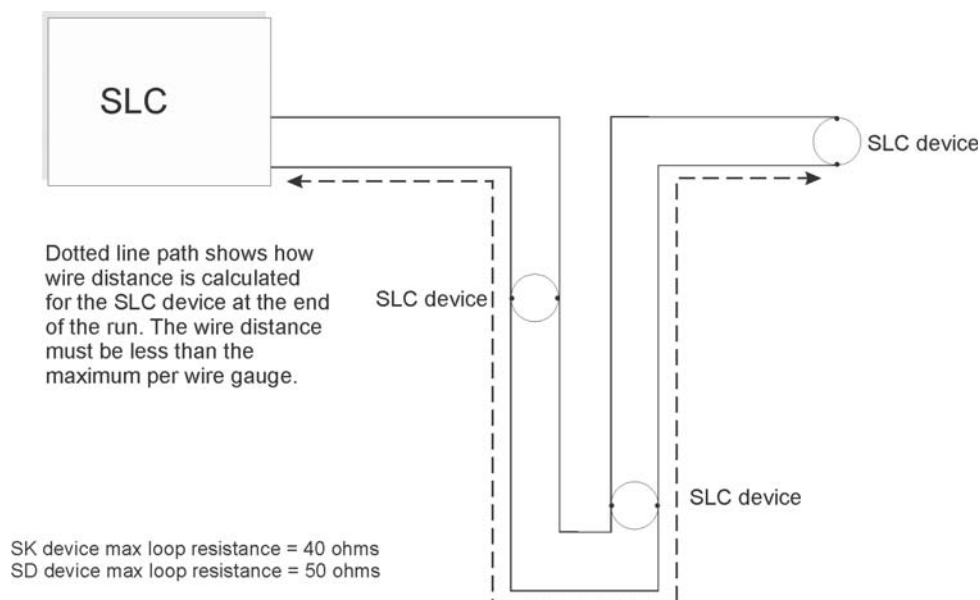 SLC
SLC device
Dotted line path shows how
wire distance is calculated
for the SLC device at the end
of the run. The wire distance
must be less than the
maximum per wire gauge.
SLC device
SLC device
SK device max loop resistance = 40 ohms
SD device max loop resistance = 50 ohms